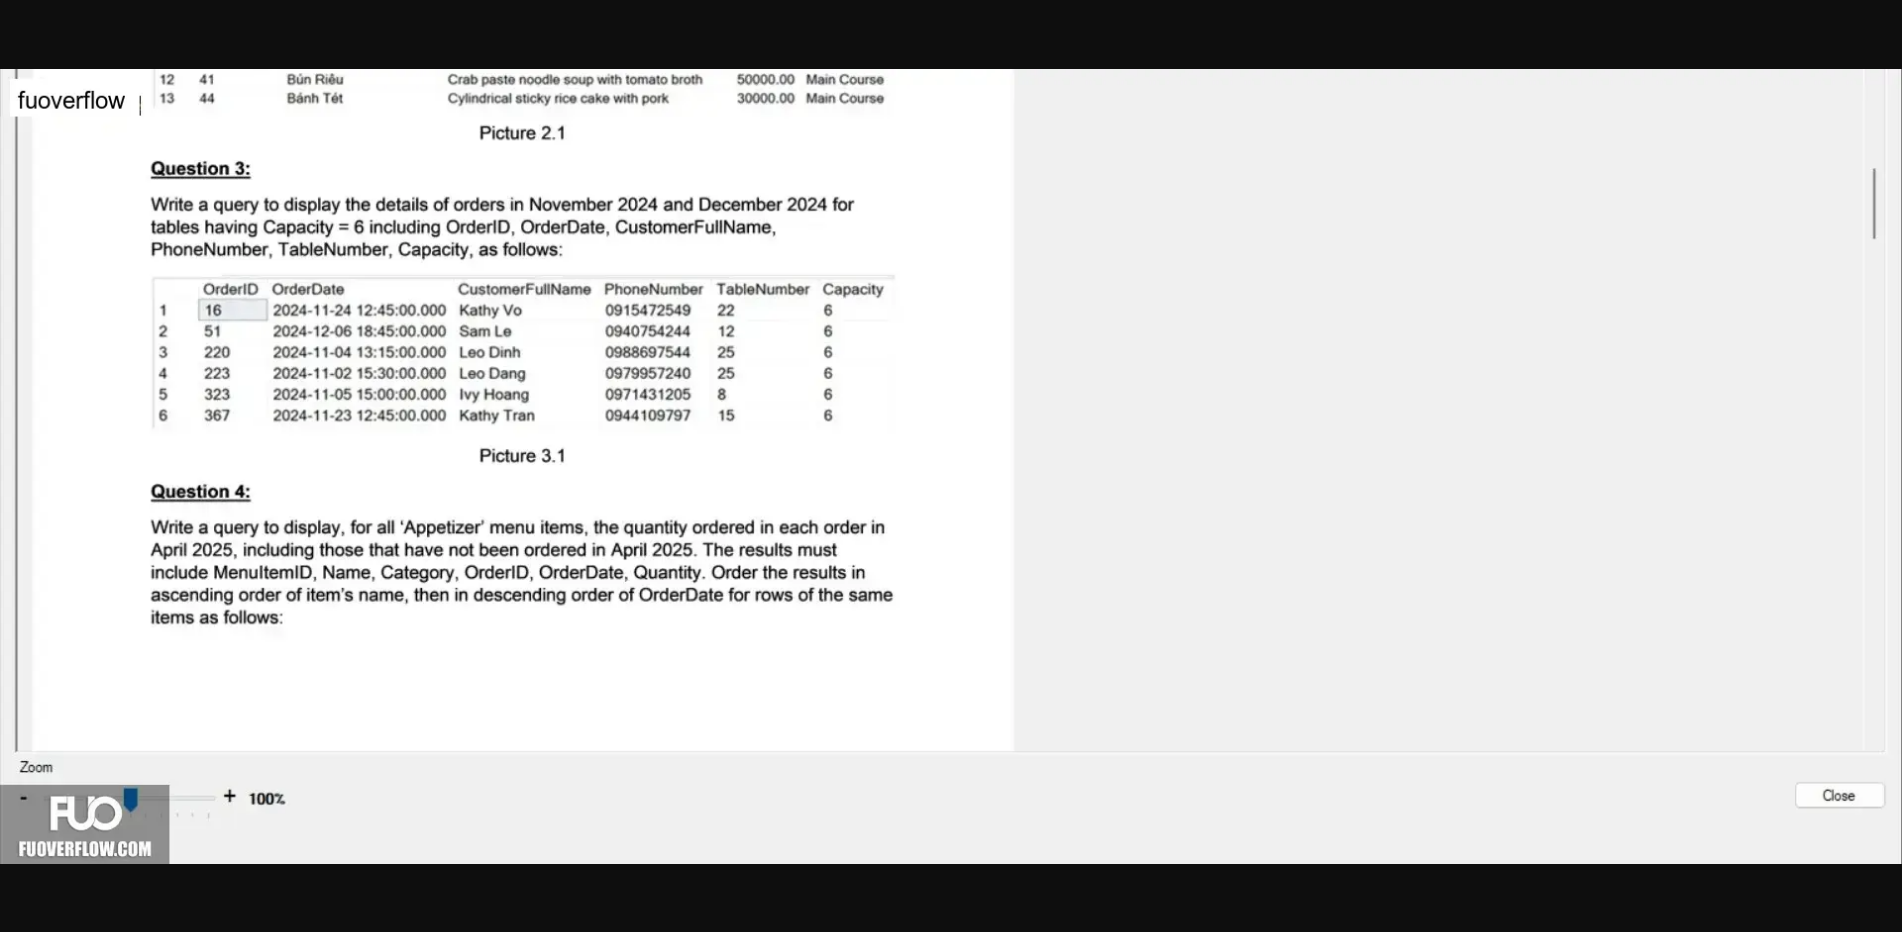 12 41 Bún Riêu Crab paste noodle soup with tomato broth 50000.00 Main Course
fuoverflow |
13 44 Bánh Tét Cylindrical sticky rice cake with pork 30000.00 Main Course
Picture 2.1
Question 3:
Write a query to display the details of orders in November 2024 and December 2024 for
tables having Capacity = 6 including OrderID, OrderDate, CustomerFullName,
PhoneNumber, TableNumber, Capacity, as follows:
OrderID OrderDate CustomerFullName PhoneNumber TableNumber Capacity
1 16 2024-11-24 12:45:00.000 Kathy Vo 0915472549 22 6
2 51 2024-12-06 18:45:00.000 Sam Le 0940754244 12 6
3 220 2024-11-04 13:15:00.000 Leo Dinh 0988697544 25 6
4 223 2024-11-02 15:30:00.000 Leo Dang 0979957240 25 6
5 323 2024-11-05 15:00:00.000 Ivy Hoang 0971431205 8 6
6 367 2024-11-23 12:45:00.000 Kathy Tran 0944109797 15 6
Picture 3.1
Question 4:
Write a query to display, for all ‘Appetizer’ menu items, the quantity ordered in each order in
April 2025, including those that have not been ordered in April 2025. The results must
include MenuItemID, Name, Category, OrderID, OrderDate, Quantity. Order the results in
ascending order of item’s name, then in descending order of OrderDate for rows of the same
items as follows:
Zoom
- + 100%
Close
FUO
FUOVERFLOW.COM